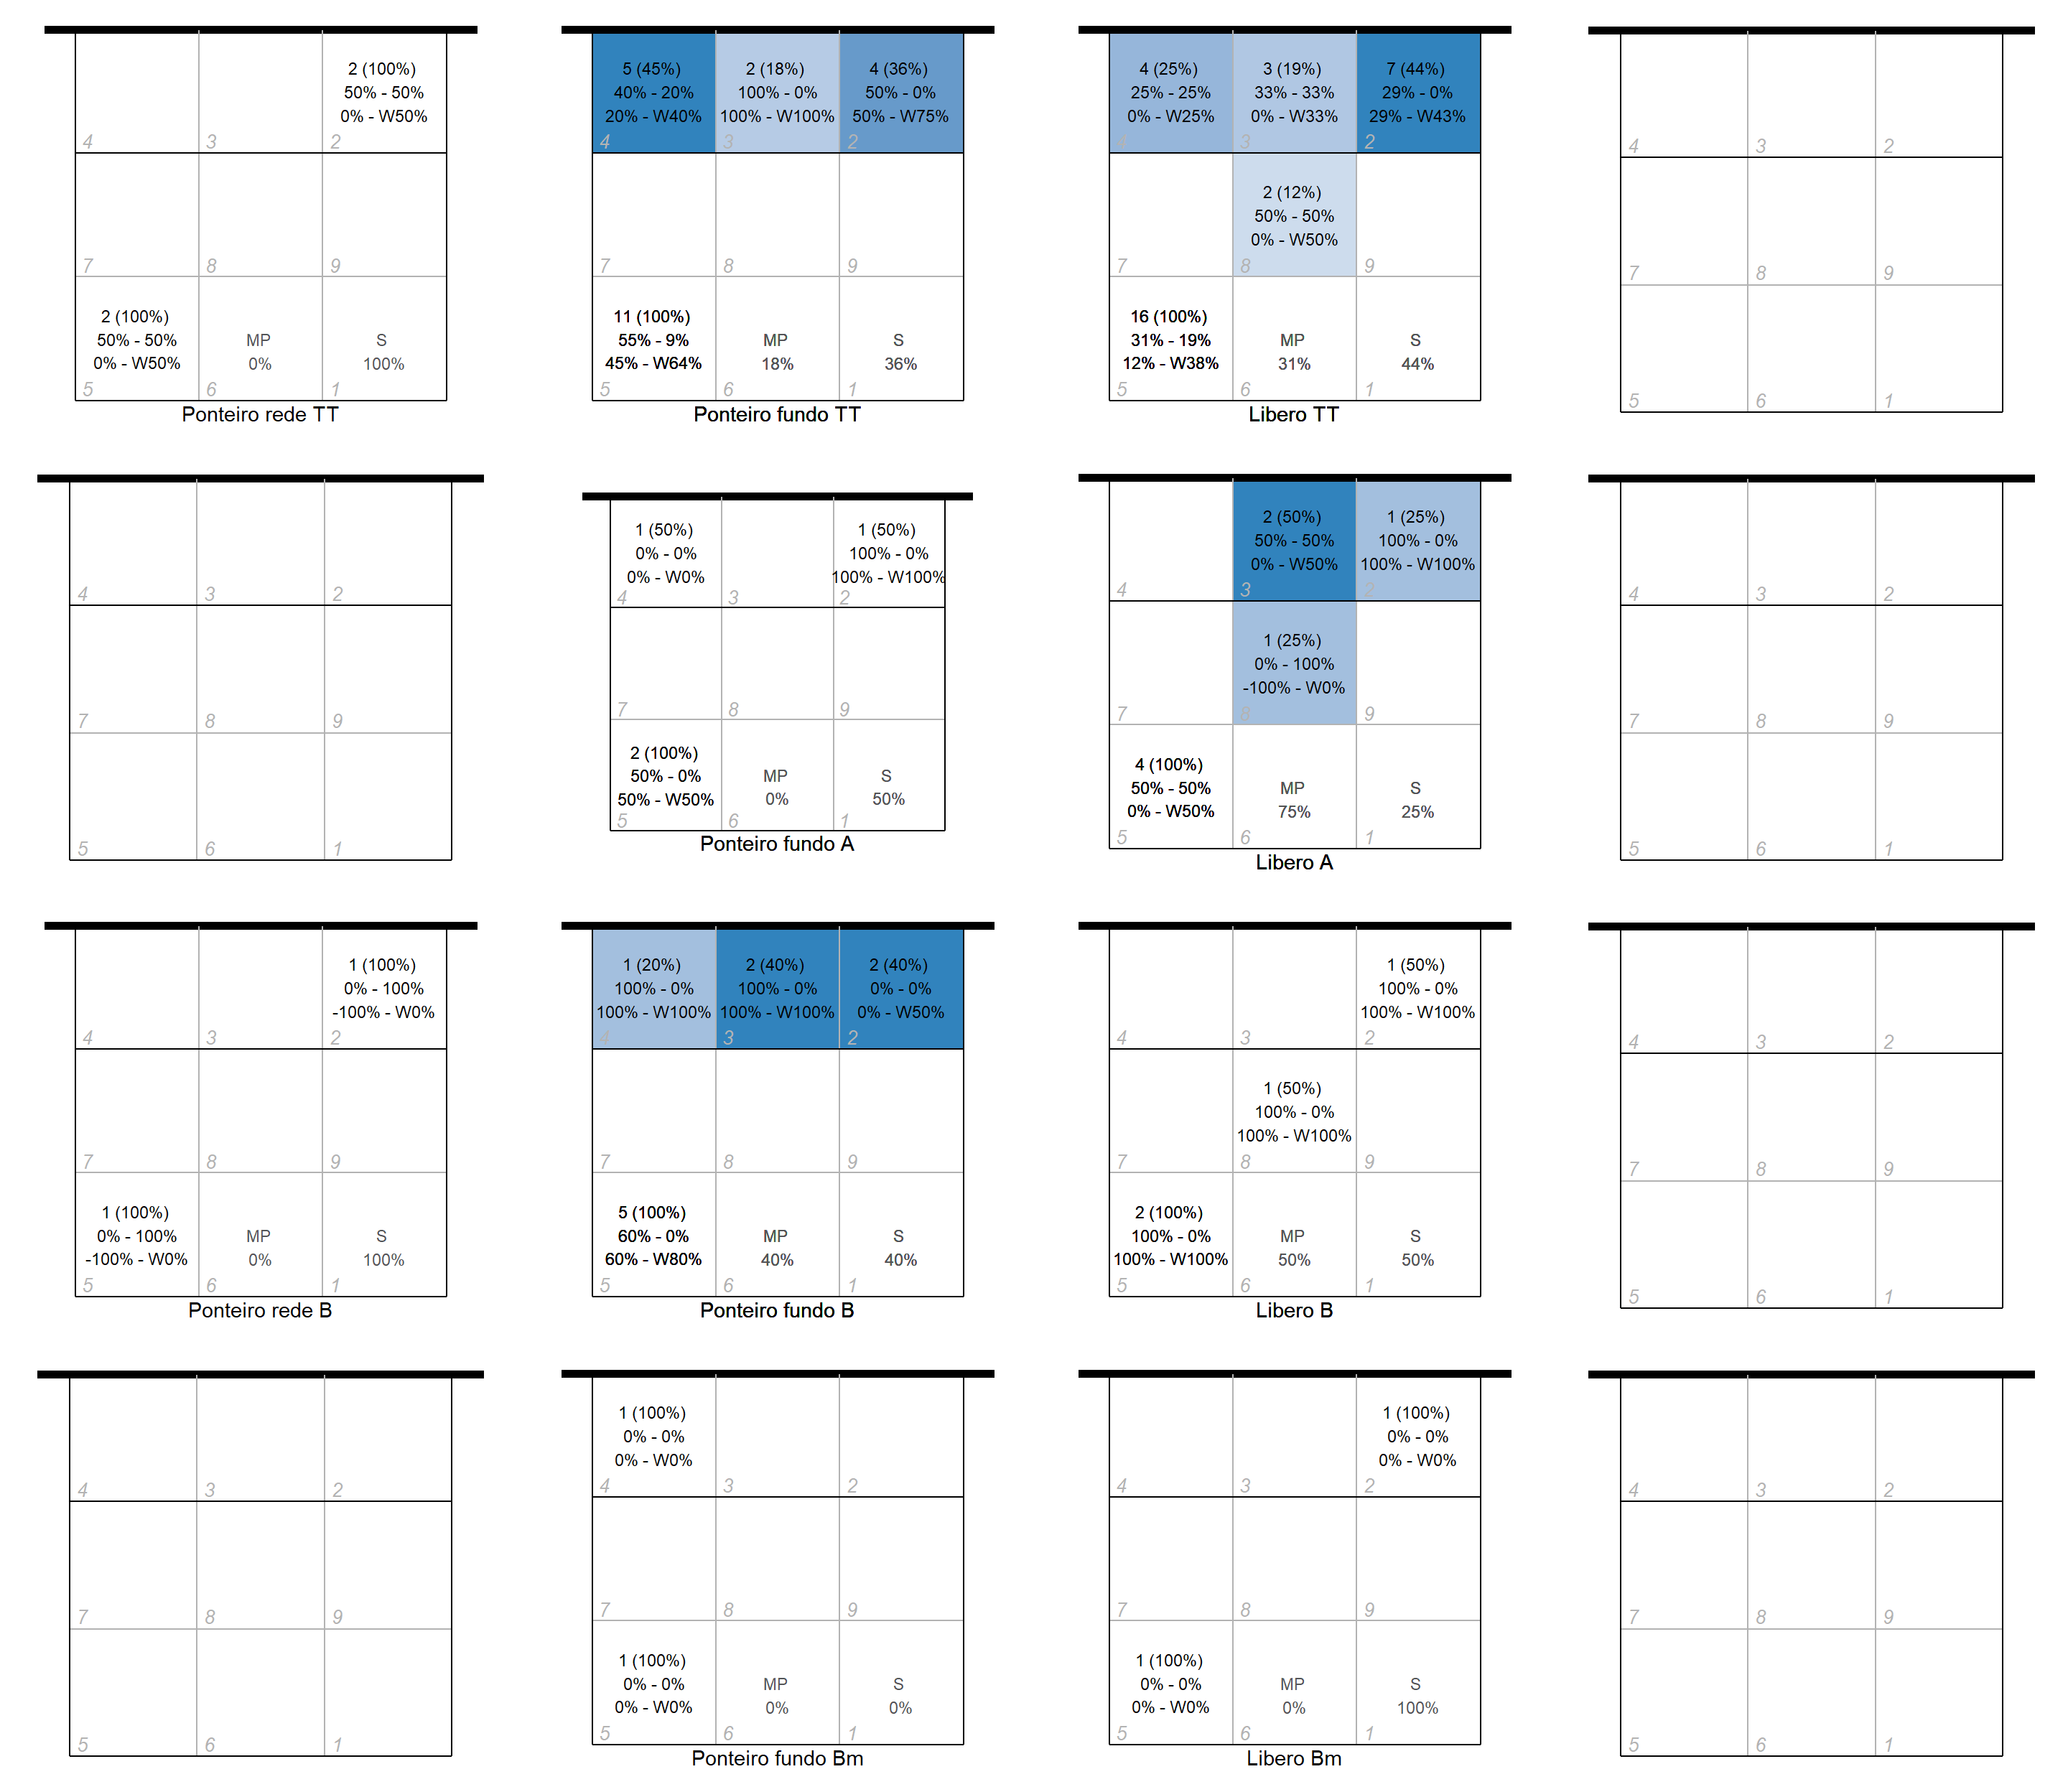 2 (100%)
50% - 50%
0% - W50%
4 3 2
7 8 9
2 (100%)
50% - 50% MP S
0% - W50% 0% 100%
5 6 1
Ponteiro rede TT
5 (45%) 2 (18%) 4 (36%)
40% - 20% 100% - 0% 50% - 0%
20% - W40% 100% - W100% 50% - W75%
4 3 2
7 8 9
11 (100%)
55% - 9% MP S
45% - W64% 18% 36%
5 6 1
Ponteiro fundo TT
4 (25%) 3 (19%) 7 (44%)
25% - 25% 33% - 33% 29% - 0%
0% - W25% 0% - W33% 29% - W43%
4 3 2
2 (12%)
50% - 50%
0% - W50%
7 8 9
16 (100%)
31% - 19% MP S
12% - W38% 31% 44%
5 6 1
Libero TT
4 3 2
7 8 9
5 6 1
4 3 2
7 8 9
5 6 1
1 (50%) 1 (50%)
0% - 0% 100% - 0%
0% - W0% 100% - W100%
4 3 2
7 8 9
2 (100%)
50% - 0% MP S
50% - W50% 0% 50%
5 6 1
Ponteiro fundo A
2 (50%) 1 (25%)
50% - 50% 100% - 0%
0% - W50% 100% - W100%
4 3 2
1 (25%)
0% - 100%
-100% - W0%
7 8 9
4 (100%)
50% - 50% MP S
0% - W50% 75% 25%
5 6 1
Libero A
4 3 2
7 8 9
5 6 1
1 (100%)
0% - 100%
-100% - W0%
4 3 2
7 8 9
1 (100%)
0% - 100% MP S
-100% - W0% 0% 100%
5 6 1
Ponteiro rede B
1 (20%) 2 (40%) 2 (40%)
100% - 0% 100% - 0% 0% - 0%
100% - W100% 100% - W100% 0% - W50%
4 3 2
7 8 9
5 (100%)
60% - 0% MP S
60% - W80% 40% 40%
5 6 1
Ponteiro fundo B
1 (50%)
100% - 0%
100% - W100%
4 3 2
1 (50%)
100% - 0%
100% - W100%
7 8 9
2 (100%)
100% - 0% MP S
100% - W100% 50% 50%
5 6 1
Libero B
4 3 2
7 8 9
5 6 1
4 3 2
7 8 9
5 6 1
1 (100%)
0% - 0%
0% - W0%
4 3 2
7 8 9
1 (100%)
0% - 0% MP S
0% - W0% 0% 0%
5 6 1
Ponteiro fundo Bm
1 (100%)
0% - 0%
0% - W0%
4 3 2
7 8 9
1 (100%)
0% - 0% MP S
0% - W0% 0% 100%
5 6 1
Libero Bm
4 3 2
7 8 9
5 6 1